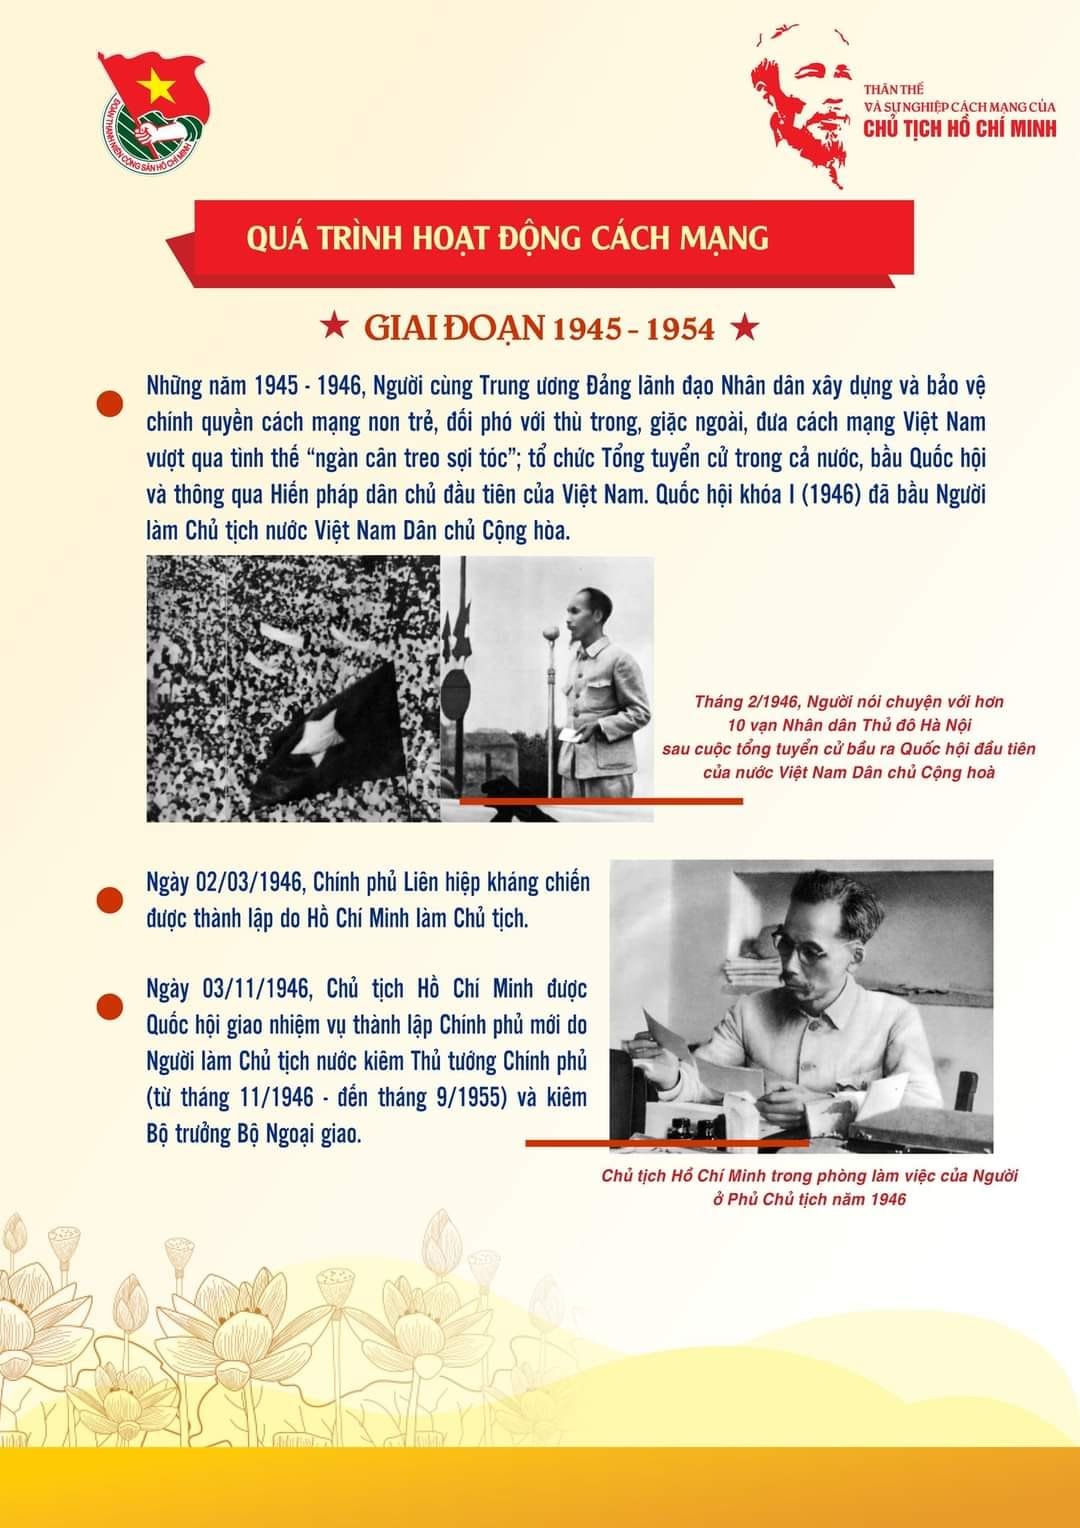 ĐOÀN THANH NIÊN CỘNG SẢN HỒ CHÍ MINH
THÂN THẾ
VÀ SỰ NGHIỆP CÁCH MẠNG CỦA
CHỦ TỊCH HỒ CHÍ MINH
QUÁ TRÌNH HOẠT ĐỘNG CÁCH MẠNG
GIAI ĐOẠN 1945 - 1954
Những năm 1945 - 1946, Người cùng Trung ương Đảng lãnh đạo Nhân dân xây dựng và bảo vệ
chính quyền cách mạng non trẻ, đối phó với thù trong, giặc ngoài, đưa cách mạng Việt Nam
vượt qua tình thế “ngàn cân treo sợi tóc”; tổ chức Tổng tuyển cử trong cả nước, bầu Quốc hội
và thông qua Hiến pháp dân chủ đầu tiên của Việt Nam. Quốc hội khóa I (1946) đã bầu Người
làm Chủ tịch nước Việt Nam Dân chủ Cộng hòa.
Tháng 2/1946, Người nói chuyện với hơn
10 vạn Nhân dân Thủ đô Hà Nội
sau cuộc tổng tuyển cử bầu ra Quốc hội đầu tiên
của nước Việt Nam Dân chủ Cộng hoà
Ngày 02/03/1946, Chính phủ Liên hiệp kháng chiến
được thành lập do Hồ Chí Minh làm Chủ tịch.
Ngày 03/11/1946, Chủ tịch Hồ Chí Minh được
Quốc hội giao nhiệm vụ thành lập Chính phủ mới do
Người làm Chủ tịch nước kiêm Thủ tướng Chính phủ
(từ tháng 11/1946 - đến tháng 9/1955) và kiêm
Bộ trưởng Bộ Ngoại giao.
Chủ tịch Hồ Chí Minh trong phòng làm việc của Người
ở Phủ Chủ tịch năm 1946